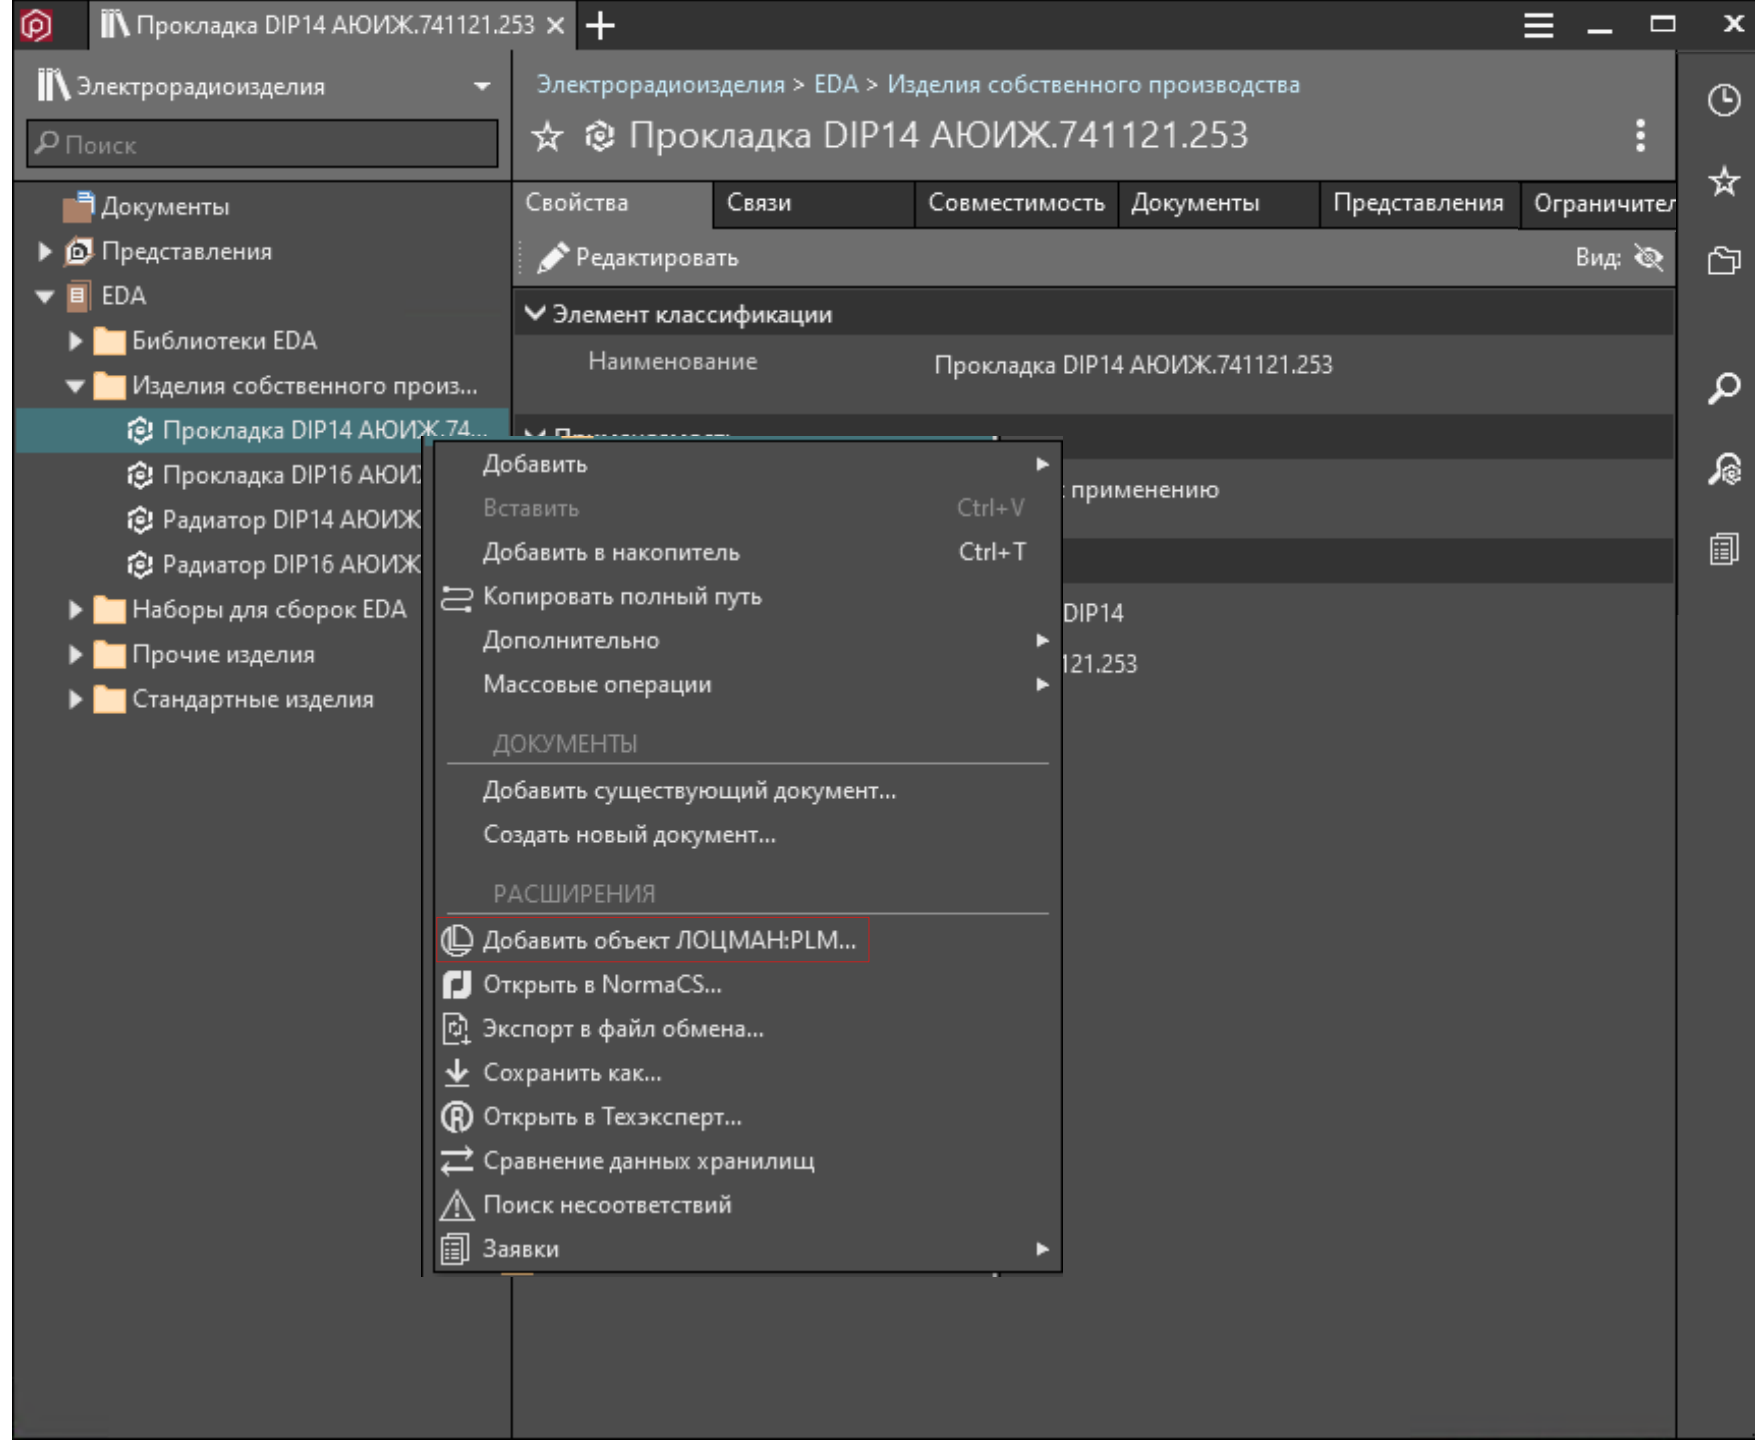 Прокладка DIP14 АЮИЖ.741121.253
Электрорадиоизделия
Поиск
Документы
Представления
EDA
Библиотеки EDA
Изделия собственного произ...
Прокладка DIP14 АЮИЖ.74...
Прокладка DIP16
Радиатор DIP14 АЮИЖ
Радиатор DIP16 АЮИЖ
Наборы для сборок EDA
Прочие изделия
Стандартные изделия
Электрорадиоизделия > EDA > Изделия собственного производства
Прокладка DIP14 АЮИЖ.741121.253
Свойства Связи Совместимость Документы Представления Ограничител
Редактировать Вид:
Элемент классификации
Наименование Прокладка DIP14 АЮИЖ.741121.253
применению
DIP14
121.253
Добавить
Вставить Ctrl+V
Добавить в накопитель Ctrl+T
Копировать полный путь
Дополнительно
Массовые операции
ДОКУМЕНТЫ
Добавить существующий документ...
Создать новый документ...
РАСШИРЕНИЯ
Добавить объект ЛОЦМАН:PLM...
Открыть в NormaCS...
Экспорт в файл обмена...
Сохранить как...
Открыть в Техэксперт...
Сравнение данных хранилищ
Поиск несоответствий
Заявки